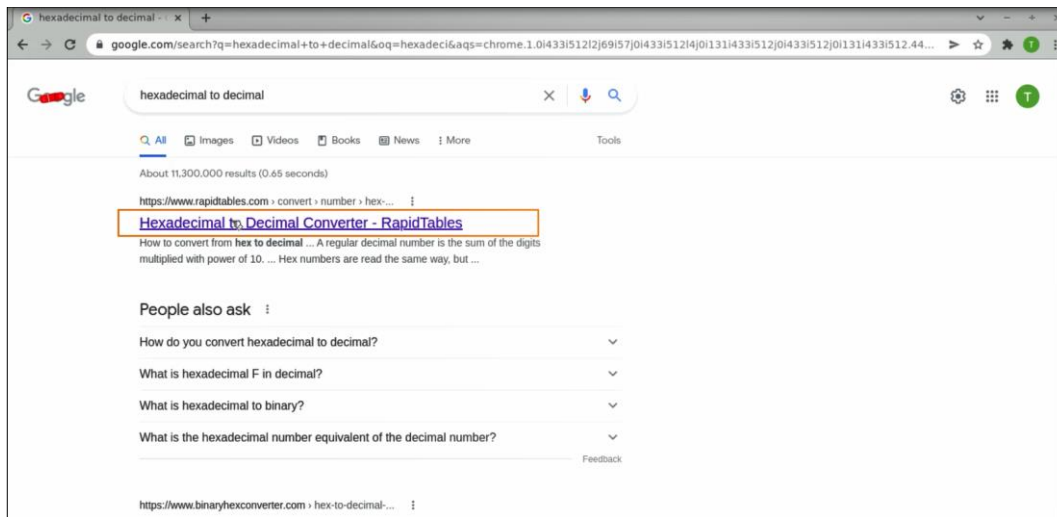 hexadecimal to decimal -
google.com/search?q=hexadecimal+to+decimal&oq=hexadeci&aqs=chrome.1.0i433i512l2j69i57j0i433i512l4j0i131i433i512j0i433i512j0i131i433i512.44...
T
hexadecimal to decimal
T
All Images Videos Books News More Tools
About 11,300,000 results (0.65 seconds)
https://www.rapidtables.com › convert › number › hex-...
Hexadecimal to Decimal Converter - RapidTables
How to convert from hex to decimal ... A regular decimal number is the sum of the digits
multiplied with power of 10. ... Hex numbers are read the same way, but ...
People also ask
How do you convert hexadecimal to decimal?
What is hexadecimal F in decimal?
What is hexadecimal to binary?
What is the hexadecimal number equivalent of the decimal number?
Feedback
https://www.binaryhexconverter.com › hex-to-decimal-...